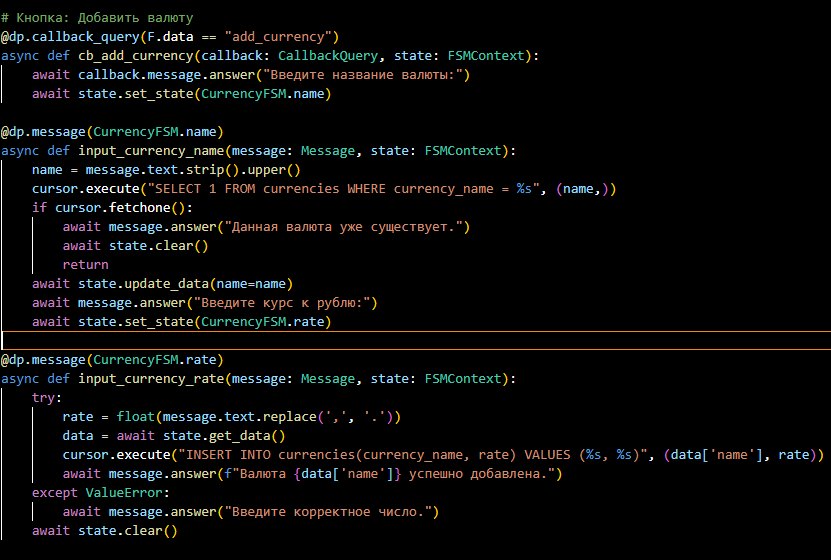 # Кнопка: Добавить валюту
@dp.callback_query(F.data == "add_currency")
async def cb_add_currency(callback: CallbackQuery, state: FSMContext):
    await callback.message.answer("Введите название валюты:")
    await state.set_state(CurrencyFSM.name)

@dp.message(CurrencyFSM.name)
async def input_currency_name(message: Message, state: FSMContext):
    name = message.text.strip().upper()
    cursor.execute("SELECT 1 FROM currencies WHERE currency_name = %s", (name,))
    if cursor.fetchone():
        await message.answer("Данная валюта уже существует.")
        await state.clear()
        return
    await state.update_data(name=name)
    await message.answer("Введите курс к рублю:")
    await state.set_state(CurrencyFSM.rate)

@dp.message(CurrencyFSM.rate)
async def input_currency_rate(message: Message, state: FSMContext):
    try:
        rate = float(message.text.replace(',', '.'))
        data = await state.get_data()
        cursor.execute("INSERT INTO currencies(currency_name, rate) VALUES (%s, %s)", (data['name'], rate))
        await message.answer(f"Валюта {data['name']} успешно добавлена.")
    except ValueError:
        await message.answer("Введите корректное число.")
    await state.clear()